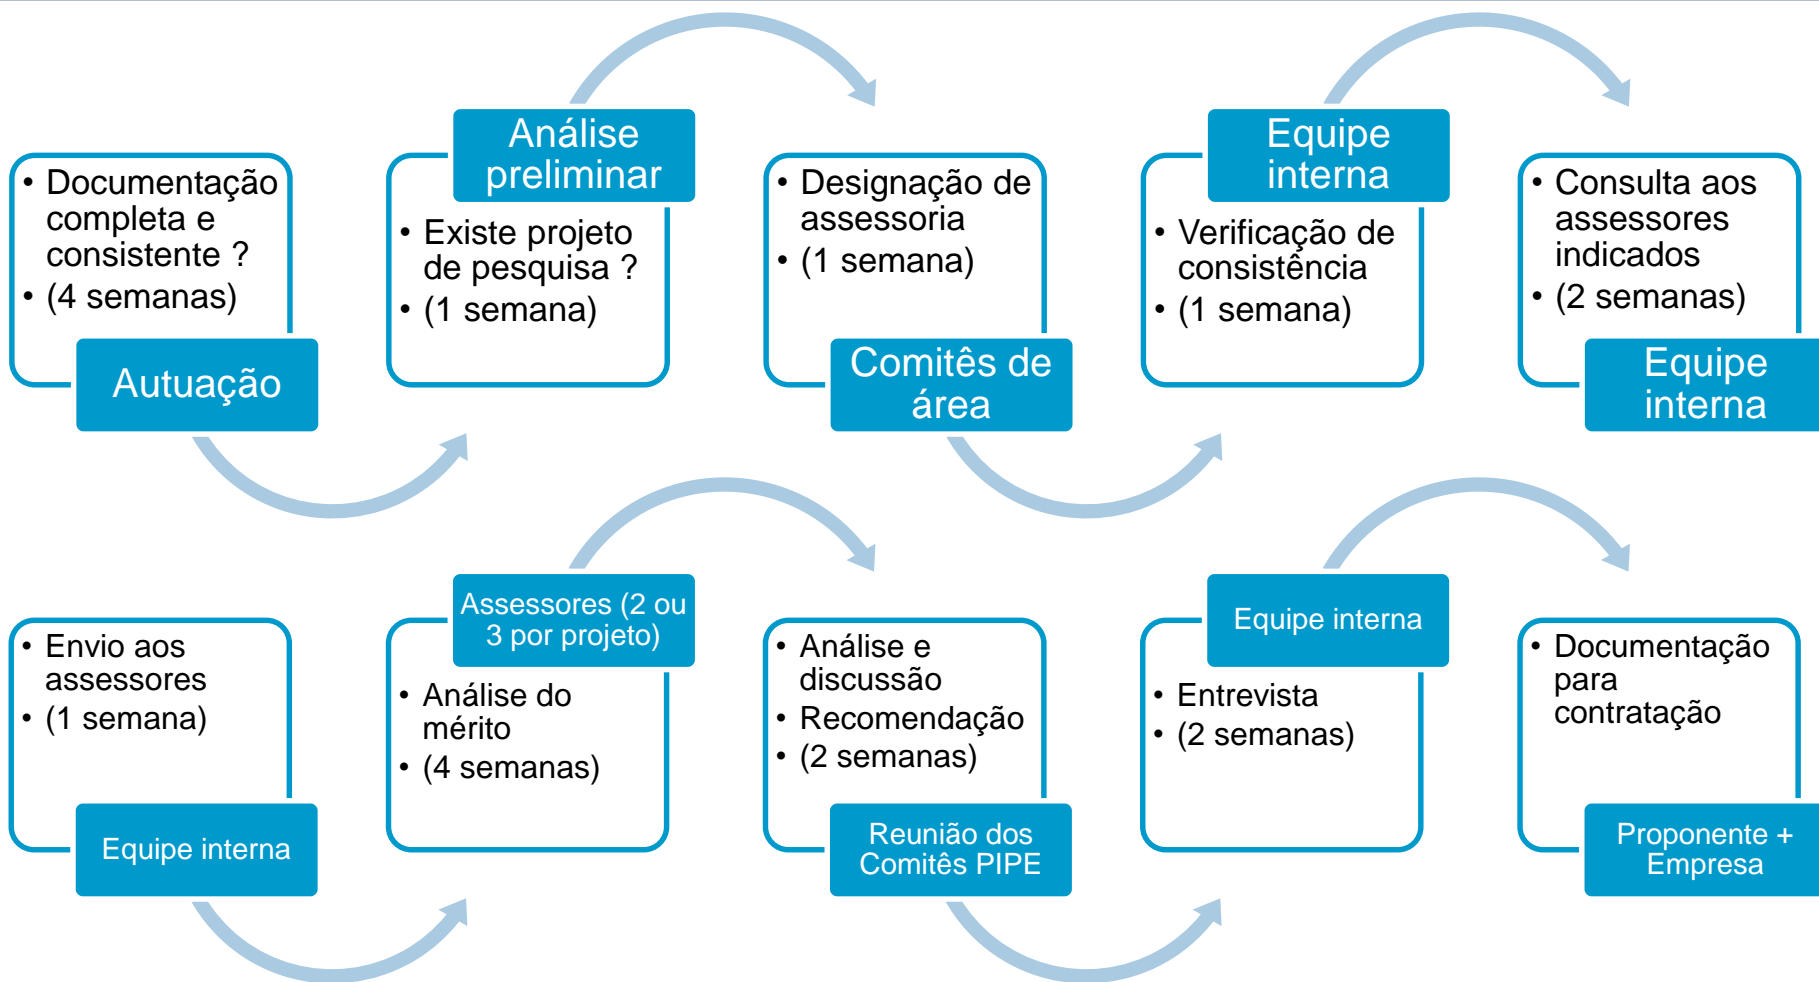 • Documentação
completa e
consistente ?
• (4 semanas)
Autuação
Análise
preliminar
• Existe projeto
de pesquisa ?
• (1 semana)
• Designação de
assessoria
• (1 semana)
Comitês de
área
Equipe
interna
• Verificação de
consistência
• (1 semana)
• Consulta aos
assessores
indicados
• (2 semanas)
Equipe
interna
• Envio aos
assessores
• (1 semana)
Equipe interna
Assessores (2 ou
3 por projeto)
• Análise do
mérito
• (4 semanas)
• Análise e
discussão
• Recomendação
• (2 semanas)
Reunião dos
Comitês PIPE
Equipe interna
• Entrevista
• (2 semanas)
• Documentação
para
contratação
Proponente +
Empresa